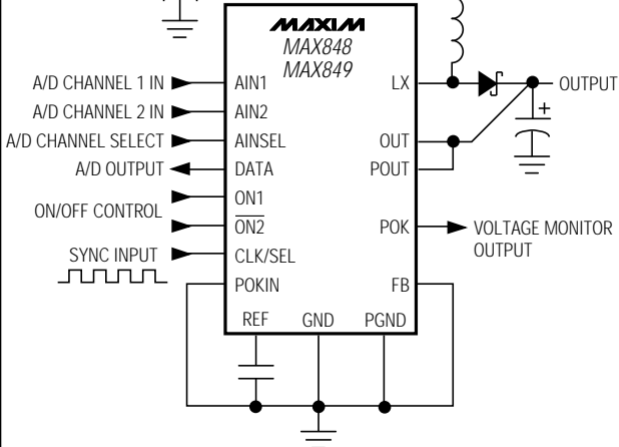 MAXIM
MAX848
MAX849
A/D CHANNEL 1 IN
AIN1
LX
OUTPUT
A/D CHANNEL 2 IN
AIN2
+
A/D CHANNEL SELECT
AINSEL
OUT
A/D OUTPUT
DATA
POUT
ON/OFF CONTROL
ON1
ON2
POK
VOLTAGE MONITOR
OUTPUT
SYNC INPUT
CLK/SEL
POKIN
FB
REF
GND
PGND